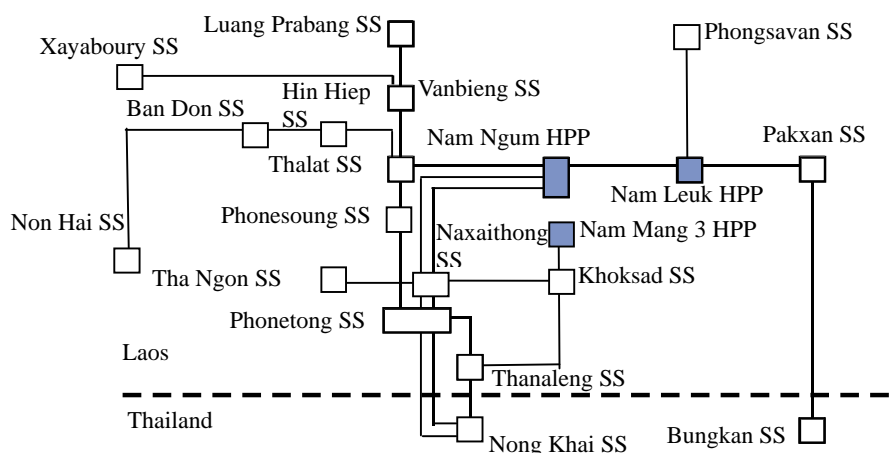 Luang Prabang SS
Phongsavan SS
Xayaboury SS
Hin Hiep
SS
Vanbieng SS
Ban Don SS
Nam Ngum HPP
Pakxan SS
Thalat SS
Nam Leuk HPP
Phonesoung SS
Non Hai SS
Naxaithong
SS
Nam Mang 3 HPP
Tha Ngon SS
Khoksad SS
Phonetong SS
Laos
Thanaleng SS
Thailand
Nong Khai SS
Bungkan SS